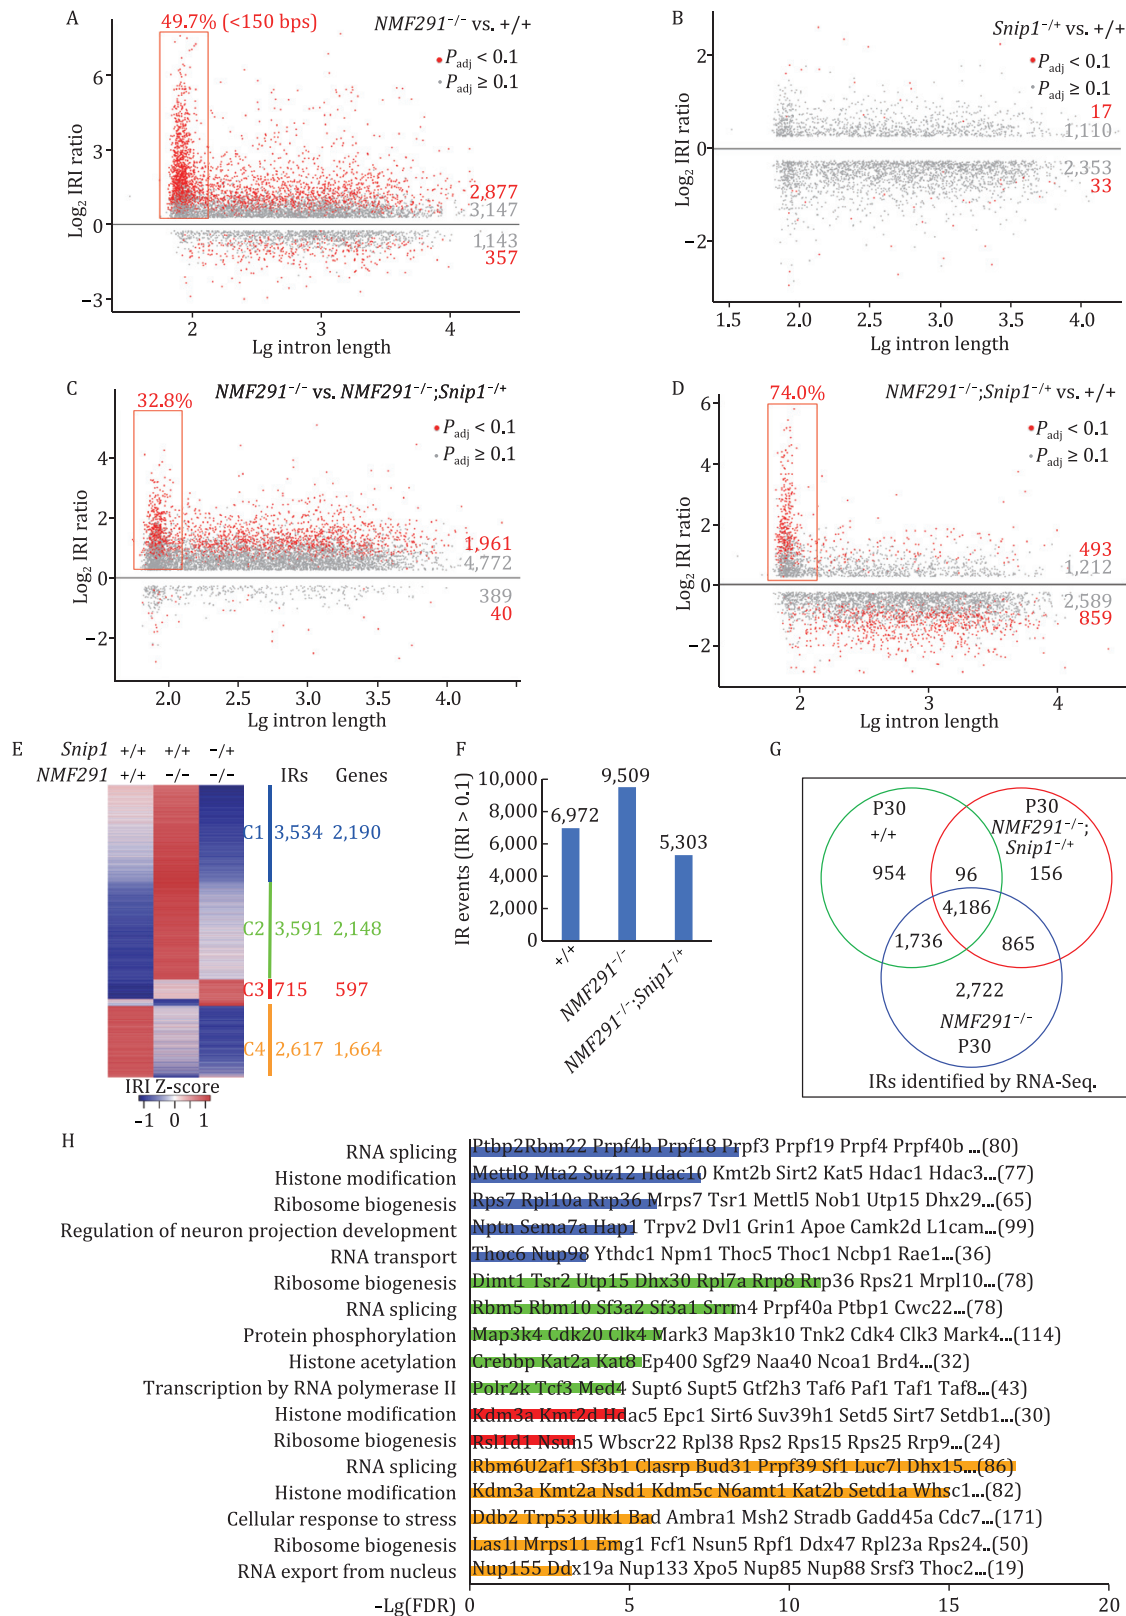 A
49.7% (<150 bps)
NMF291−/− vs. +/+
Padj < 0.1
Padj ≥ 0.1
Log2 IRI ratio
6
3
0
−3
2,877
3,147
1,143
357
2
3
4
Lg intron length
B
Snip1−/+ vs. +/+
Padj < 0.1
Padj ≥ 0.1
Log2 IRI ratio
2
0
−2
17
1,110
2,353
33
1.5
2.0
2.5
3.0
3.5
4.0
Lg intron length
C
NMF291−/− vs. NMF291−/−;Snip1−/+
32.8%
Padj < 0.1
Padj ≥ 0.1
Log2 IRI ratio
4
2
0
−2
1,961
4,772
389
40
2.0
2.5
3.0
3.5
4.0
Lg intron length
D
NMF291−/−;Snip1−/+ vs. +/+
74.0%
Padj < 0.1
Padj ≥ 0.1
Log2 IRI ratio
6
4
2
0
−2
493
1,212
2,589
859
2
3
4
Lg intron length
E
Snip1 +/+ +/+ −/+
NMF291 +/+ −/− −/− IRs Genes
C1 3,534 2,190
C2 3,591 2,148
C3 715 597
C4 2,617 1,664
IRI Z-score
−1 0 1
F
IR events (IRI > 0.1)
10,000
8,000
6,000
4,000
2,000
0
6,972
9,509
5,303
+/+
NMF291−/−
NMF291−/−;Snip1−/+
G
P30
+/+
P30
NMF291−/−;
Snip1−/+
954
96
156
4,186
1,736
865
2,722
NMF291−/−
P30
IRs identified by RNA-Seq.
H
RNA splicing Ptbp2Rbm22 Prpf4b Prpf18 Prpf3 Prpf19 Prpf4 Prpf40b ...(80)
Histone modification Mettl8 Mta2 Suz12 Hdac10 Kmt2b Sirt2 Kat5 Hdac1 Hdac3...(77)
Ribosome biogenesis Rps7 Rpl10a Rrp36 Mrps7 Tsr1 Mettl5 Nob1 Utp15 Dhx29...(65)
Regulation of neuron projection development Nptn Sema7a Hap1 Trpv2 Dvl1 Grin1 Apoe Camk2d L1cam...(99)
RNA transport Thoc6 Nup98 Ythdc1 Npm1 Thoc5 Thoc1 Ncbp1 Rae1...(36)
Ribosome biogenesis Dimt1 Tsr2 Utp15 Dhx30 Rpl7a Rrp8 Rrp36 Rps21 Mrpl10...(78)
RNA splicing Rbm5 Rbm10 Sf3a2 Sf3a1 Srrm4 Prpf40a Ptbp1 Cwc22...(78)
Protein phosphorylation Map3k4 Cdk20 Clk4 Mark3 Map3k10 Tnk2 Cdk4 Clk3 Mark4...(114)
Histone acetylation Crebbp Kat2a Kat8 Ep400 Sgf29 Naa40 Ncoa1 Brd4...(32)
Transcription by RNA polymerase II Polr2k Tcf3 Med4 Supt6 Supt5 Gtf2h3 Taf6 Paf1 Taf1 Taf8...(43)
Histone modification Kdm3a Kmt2d Hdac5 Epc1 Sirt6 Suv39h1 Setd5 Sirt7 Setdb1...(30)
Ribosome biogenesis Rsl1d1 Nsun5 Wbscr22 Rpl38 Rps2 Rps15 Rps25 Rrp9...(24)
RNA splicing Rbm6U2af1 Sf3b1 Clasrp Bud31 Prpf39 Sf1 Luc7l Dhx15...(86)
Histone modification Kdm3a Kmt2a Nsd1 Kdm5c N6amt1 Kat2b Setd1a Whsc1...(82)
Cellular response to stress Ddb2 Trp53 Ulk1 Bad Ambra1 Msh2 Stradb Gadd45a Cdc7...(171)
Ribosome biogenesis Las1l Mrps11 Emg1 Fcf1 Nsun5 Rpf1 Ddx47 Rpl23a Rps24...(50)
RNA export from nucleus Nup155 Ddx19a Nup133 Xpo5 Nup85 Nup88 Srsf3 Thoc2...(19)
−Lg(FDR) 0 5 10 15 20